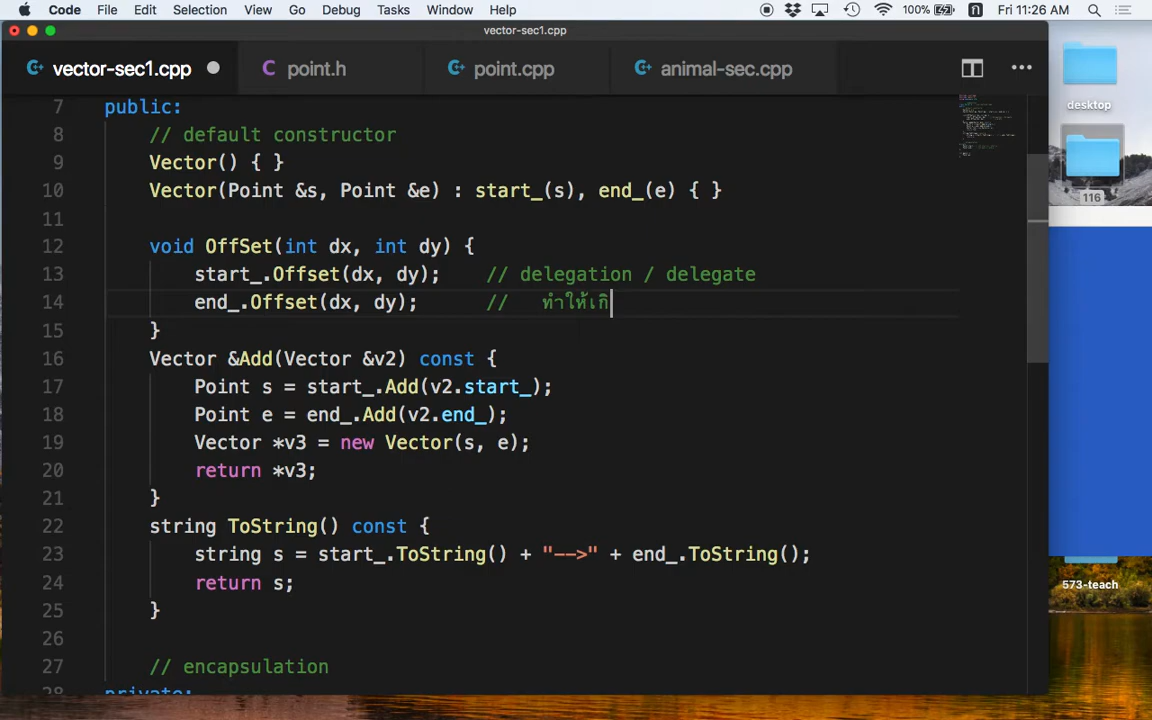 Code File Edit Selection View Go Debug Tasks Window Help 100% ก Fri 11:26 AM
vector-sec1.cpp
vector-sec1.cpp C point.h point.cpp animal-sec.cpp
7 public:
8 // default constructor
9 Vector() { }
10 Vector(Point &s, Point &e) : start_(s), end_(e) { }
11
12 void OffSet(int dx, int dy) {
13 start_.Offset(dx, dy); // delegation / delegate
14 end_.Offset(dx, dy); // ทำให้เกิ
15 }
16 Vector &Add(Vector &v2) const {
17 Point s = start_.Add(v2.start_);
18 Point e = end_.Add(v2.end_);
19 Vector *v3 = new Vector(s, e);
20 return *v3;
21 }
22 string ToString() const {
23 string s = start_.ToString() + "-->" + end_.ToString();
24 return s;
25 }
26
27 // encapsulation
28 private:
desktop
116
573-teach